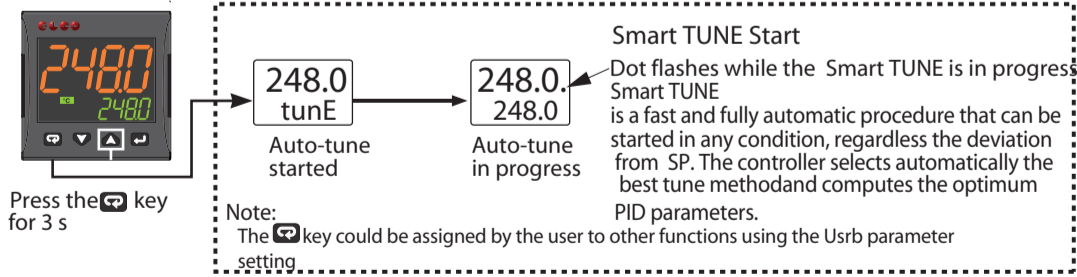 elco
248.0
°C
248.0
Press the key
for 3 s
248.0
tunE
Auto-tune
started
248.0.
248.0
Auto-tune
in progress
Smart TUNE Start
Dot flashes while the Smart TUNE is in progress
Smart TUNE
is a fast and fully automatic procedure that can be
started in any condition, regardless the deviation
from SP. The controller selects automatically the
best tune methodand computes the optimum
PID parameters.
Note:
The key could be assigned by the user to other functions using the Usrb parameter
setting